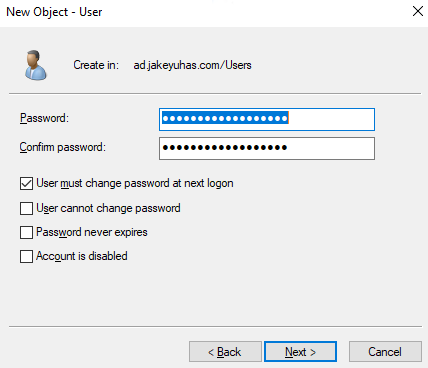 New Object - User
Create in: ad.jakeyuhas.com/Users
Password:
Confirm password:
User must change password at next logon
User cannot change password
Password never expires
Account is disabled
< Back Next > Cancel